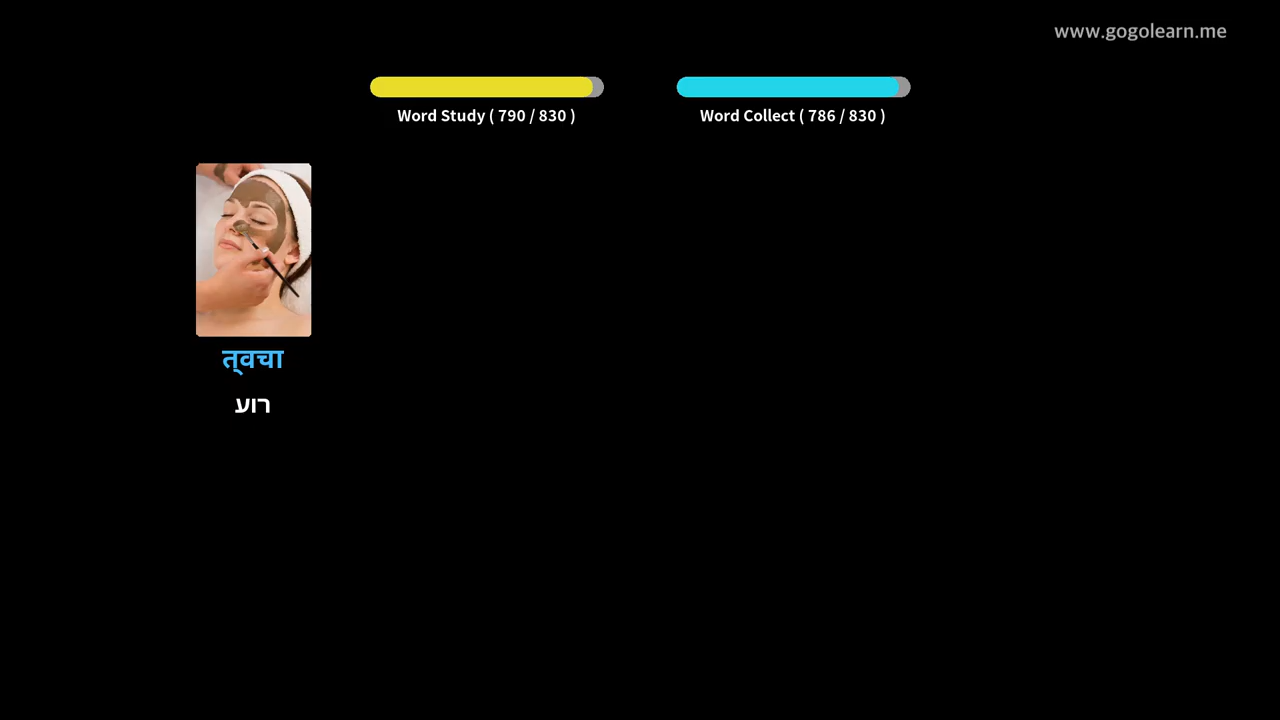 www.gogolearn.me
Word Study ( 790 / 830 )
Word Collect ( 786 / 830 )
त्‌वचा
רוע